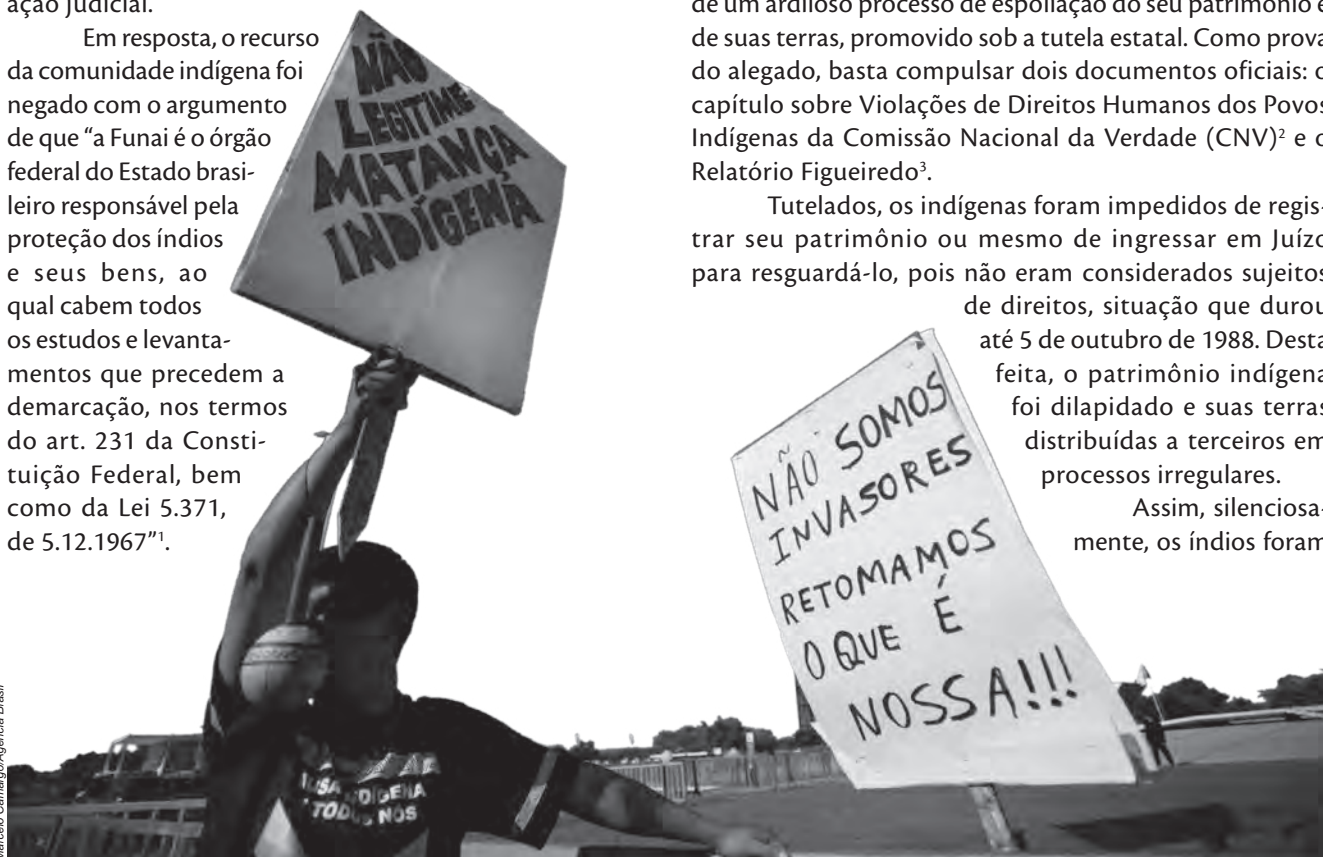 ação judicial.
Em resposta, o recurso
da comunidade indígena foi
negado com o argumento
de que “a Funai é o órgão
federal do Estado brasi-
leiro responsável pela
proteção dos índios
e seus bens, ao
qual cabem todos
os estudos e levanta-
mentos que precedem a
demarcação, nos termos
do art. 231 da Consti-
tuição Federal, bem
como da Lei 5.371,
de 5.12.1967”¹.
NÃO
LEGITIME
MATANÇA
INDÍGENA
INDÍGENA
TODOS NÓS
Marcelo Camargo/Agência Brasil
de um ardiloso processo de espoliação do seu patrimônio e
de suas terras, promovido sob a tutela estatal. Como prova
do alegado, basta compulsar dois documentos oficiais: o
capítulo sobre Violações de Direitos Humanos dos Povos
Indígenas da Comissão Nacional da Verdade (CNV)² e o
Relatório Figueiredo³.
Tutelados, os indígenas foram impedidos de regis-
trar seu patrimônio ou mesmo de ingressar em Juízo
para resguardá-lo, pois não eram considerados sujeitos
de direitos, situação que durou
até 5 de outubro de 1988. Desta
feita, o patrimônio indígena
foi dilapidado e suas terras
distribuídas a terceiros em
processos irregulares.
Assim, silenciosa-
mente, os índios foram
NÃO SOMOS
INVASORES
RETOMAMOS
O QUE É
NOSSA!!!